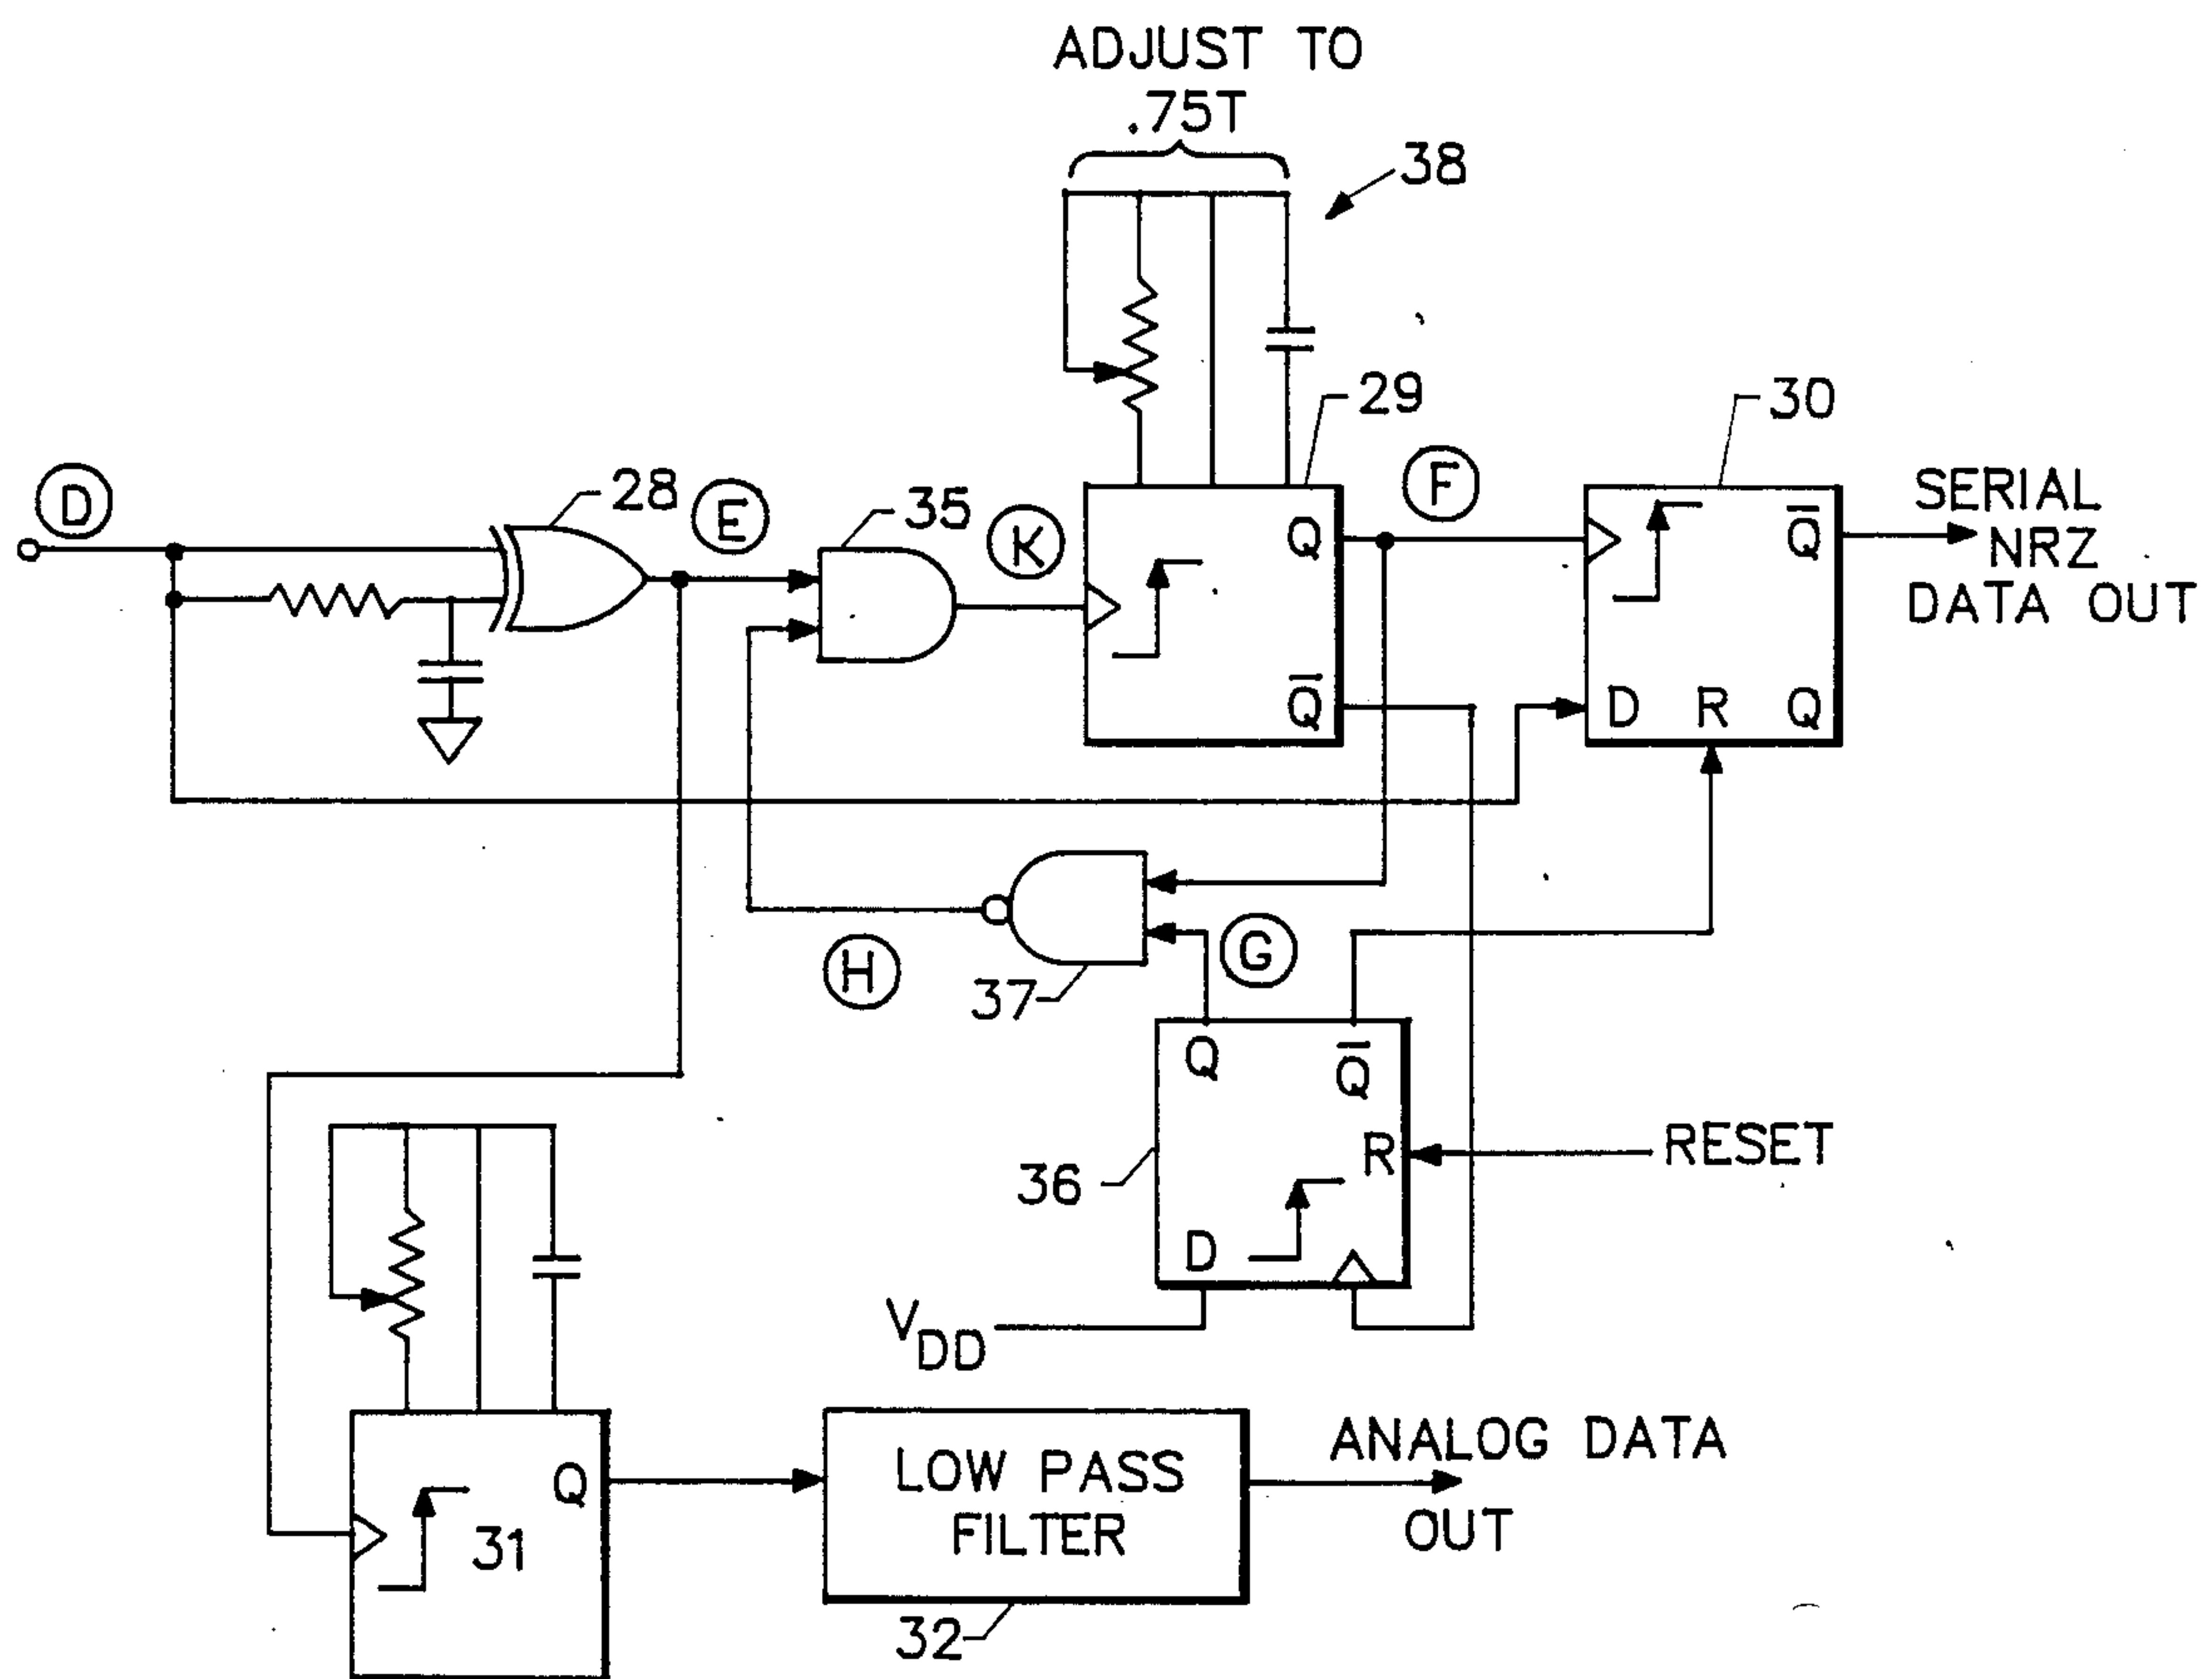 ADJUST TO
.75T
38
29
30
D
28
E
35
K
F
Q
Q̅
SERIAL
NRZ
DATA OUT
Q̅
D R Q
H
37
G
Q Q̅
R
RESET
36
D
V_DD
Q
31
LOW PASS
FILTER
ANALOG DATA
OUT
32